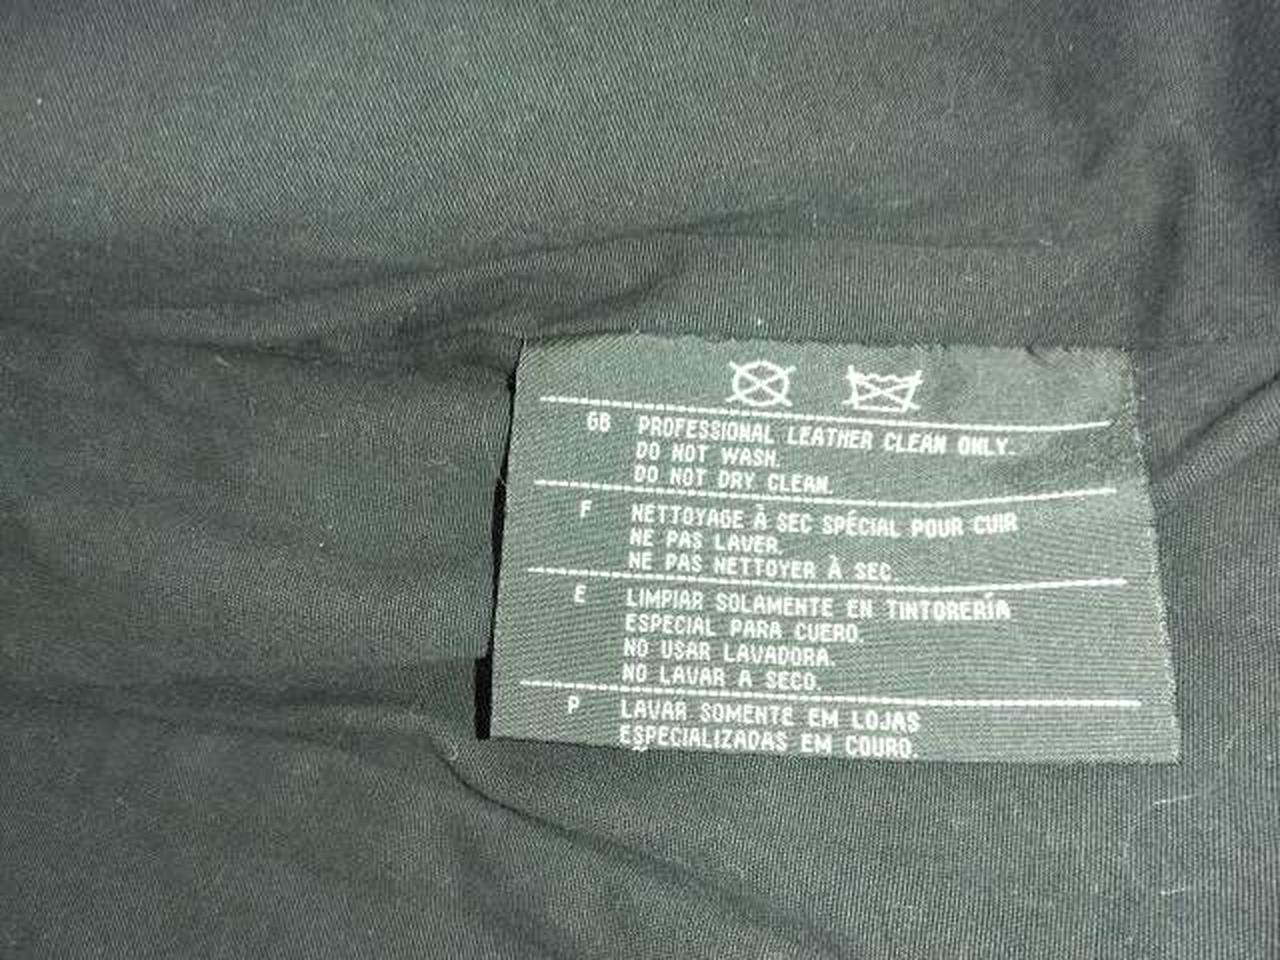 GB PROFESSIONAL LEATHER CLEAN ONLY.
DO NOT WASH.
DO NOT DRY CLEAN.
F NETTOYAGE À SEC SPÉCIAL POUR CUIR
NE PAS LAVER.
NE PAS NETTOYER À SEC.
E LIMPIAR SOLAMENTE EN TINTORERÍA
ESPECIAL PARA CUERO.
NO USAR LAVADORA.
NO LAVAR A SECO.
P LAVAR SOMENTE EM LOJAS
ESPECIALIZADAS EM COURO.